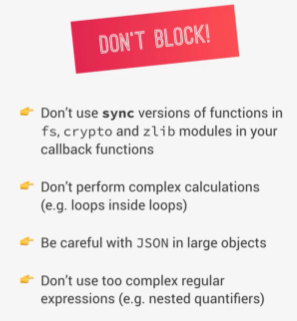 DON'T BLOCK!
Don't use sync versions of functions in
fs, crypto and zlib modules in your
callback functions
Don't perform complex calculations
(e.g. loops inside loops)
Be careful with JSON in large objects
Don't use too complex regular
expressions (e.g. nested quantifiers)